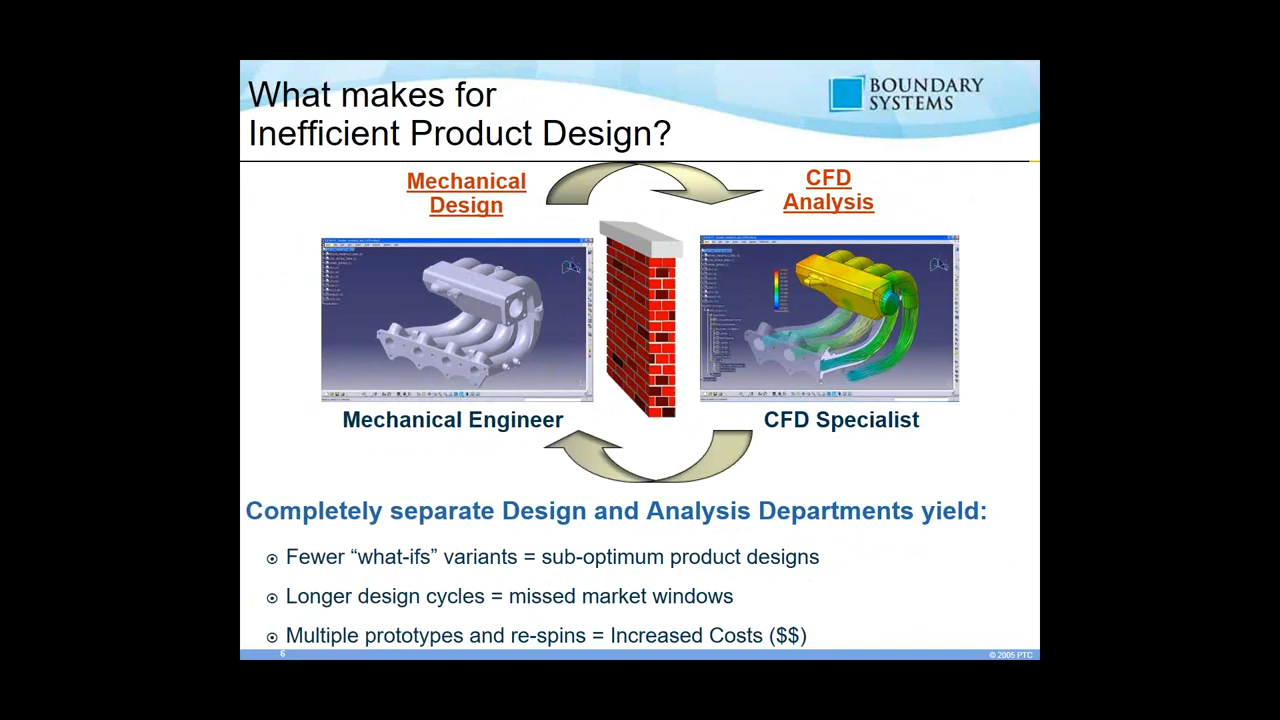 What makes for
Inefficient Product Design?
BOUNDARY
SYSTEMS
Mechanical
Design
CFD
Analysis
Mechanical Engineer
CFD Specialist
Completely separate Design and Analysis Departments yield:
Fewer “what-ifs” variants = sub-optimum product designs
Longer design cycles = missed market windows
Multiple prototypes and re-spins = Increased Costs ($$)
6
© 2005 PTC